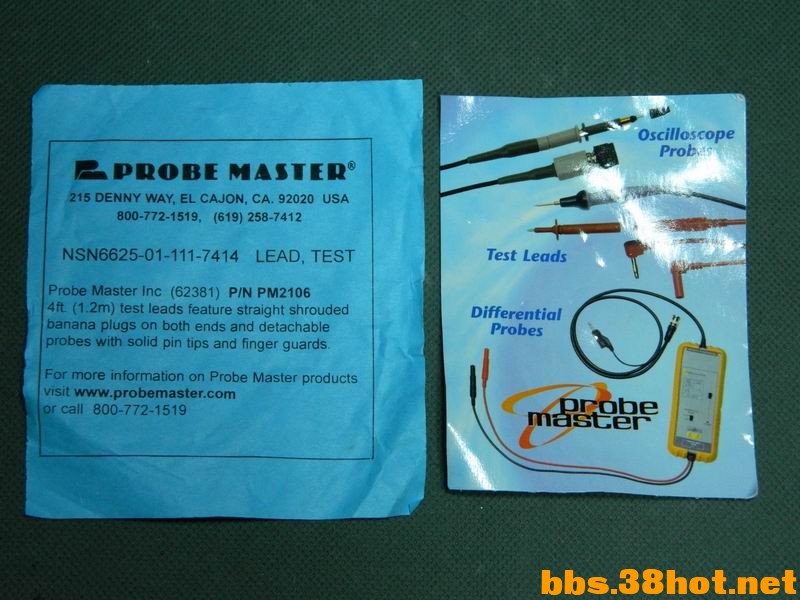 PROBE MASTER®
215 DENNY WAY, EL CAJON, CA. 92020 USA
800-772-1519, (619) 258-7412
NSN6625-01-111-7414 LEAD, TEST
Probe Master Inc (62381) P/N PM2106
4ft. (1.2m) test leads feature straight shrouded
banana plugs on both ends and detachable
probes with solid pin tips and finger guards.
For more information on Probe Master products
visit www.probemaster.com
or call 800-772-1519
Oscilloscope
Probes
Test Leads
Differential
Probes
probe
master
bbs.38hot.net